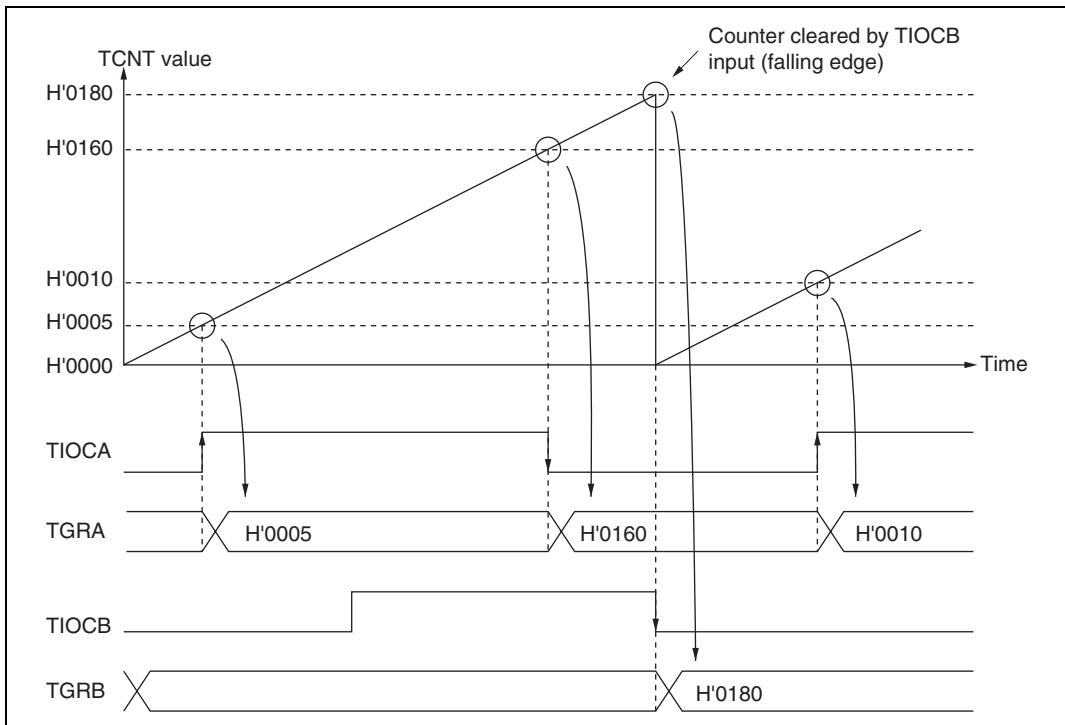 Counter cleared by TIOCB
input (falling edge)
TCNT value
H'0180
H'0160
H'0010
H'0005
H'0000
Time
TIOCA
TGRA
H'0005
H'0160
H'0010
TIOCB
TGRB
H'0180